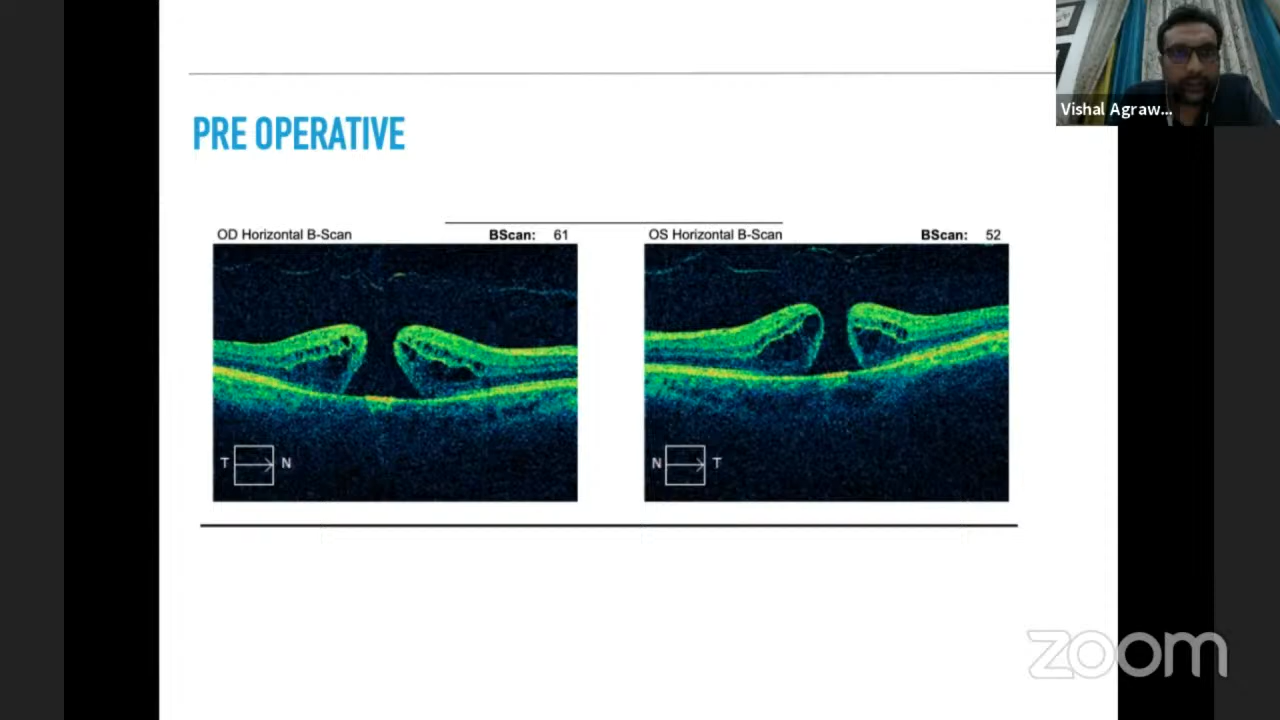 Vishal Agraw...
PRE OPERATIVE
OD Horizontal B-Scan BScan: 61
OS Horizontal B-Scan BScan: 52
T N
N T
zoom